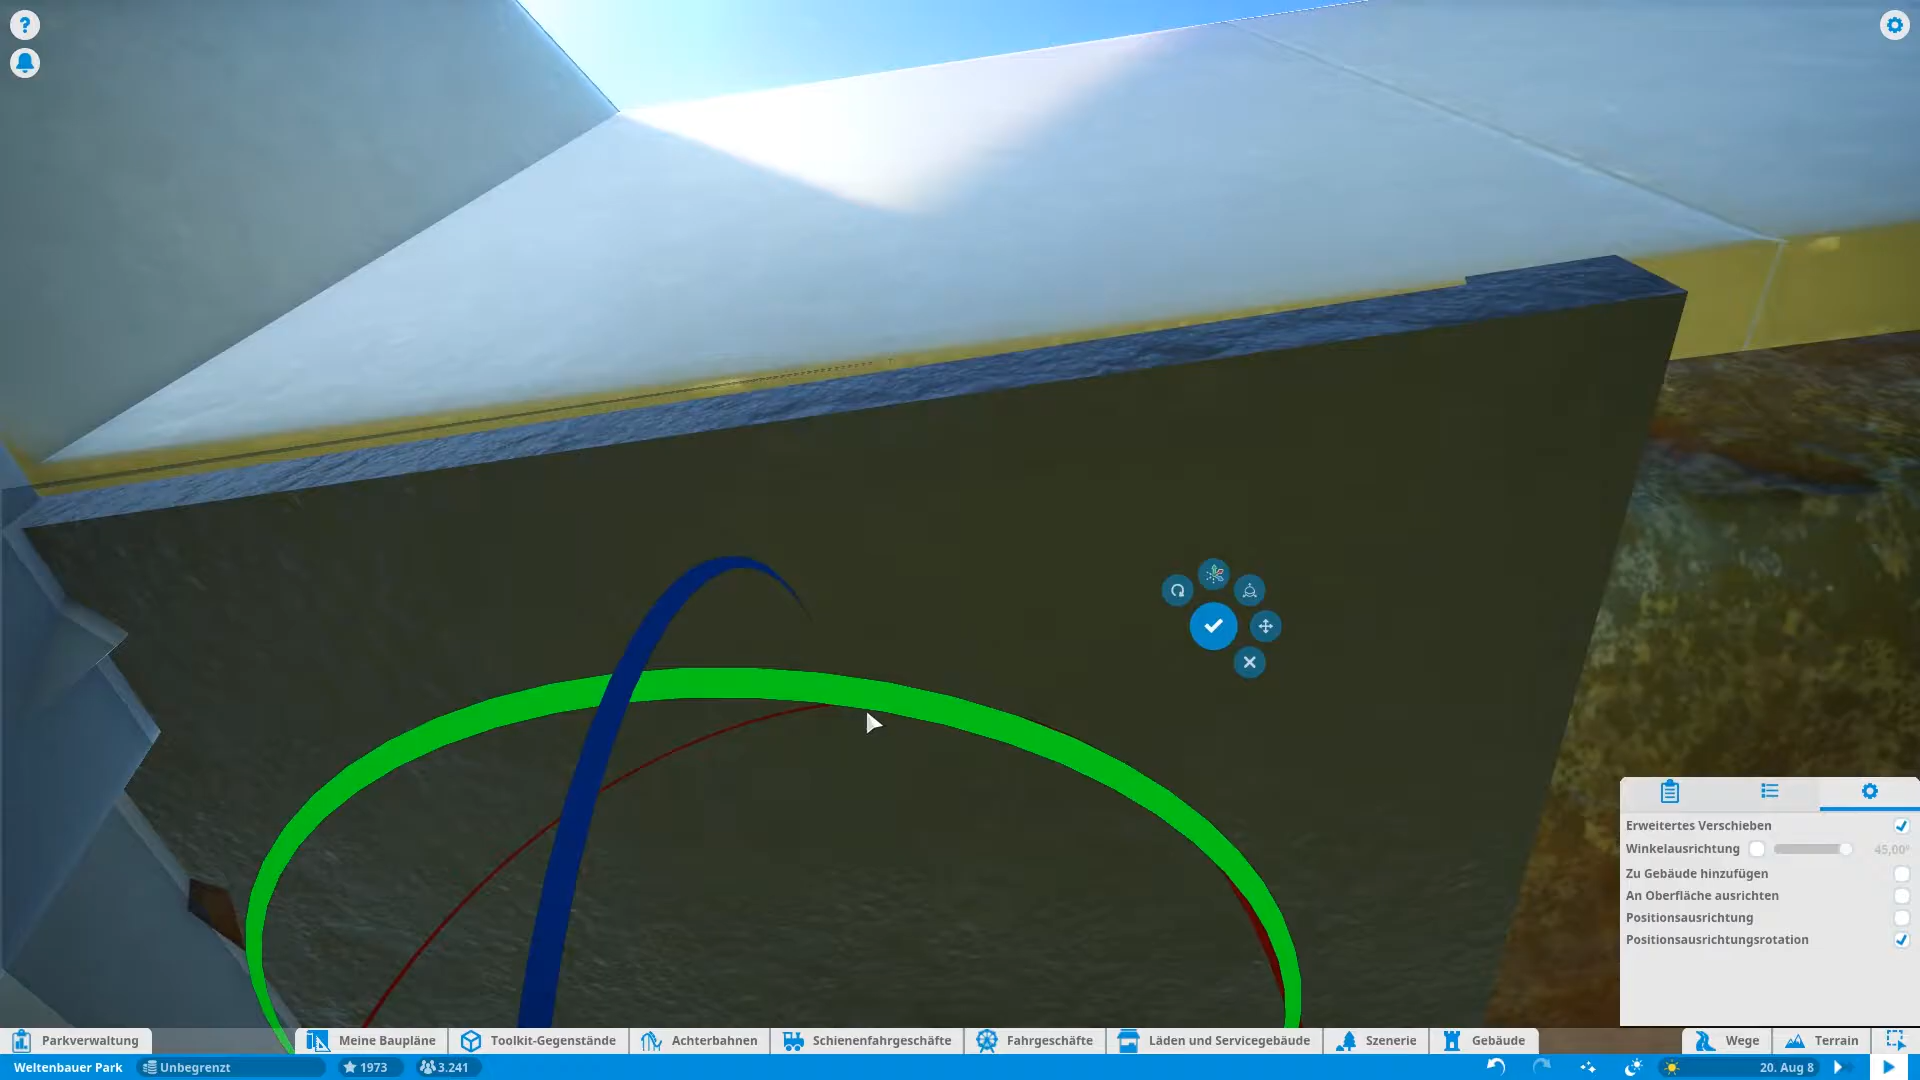 ?
Erweitertes Verschieben
Winkelausrichtung 45,00°
Zu Gebäude hinzufügen
An Oberfläche ausrichten
Positionsausrichtung
Positionsausrichtungsrotation
Parkverwaltung Meine Baupläne Toolkit-Gegenstände Achterbahnen Schienenfahrgeschäfte Fahrgeschäfte Läden und Servicegebäude Szenerie Gebäude Wege Terrain
Weltenbauer Park Unbegrenzt 1973 3.241 20. Aug 8